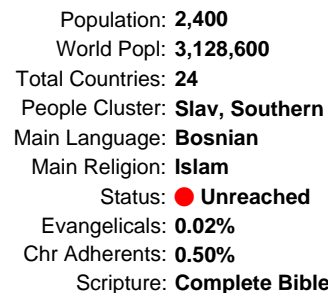 Population: 2,400
World Popl: 3,128,600
Total Countries: 24
People Cluster: Slav, Southern
Main Language: Bosnian
Main Religion: Islam
Status: Unreached
Evangelicals: 0.02%
Chr Adherents: 0.50%
Scripture: Complete Bible